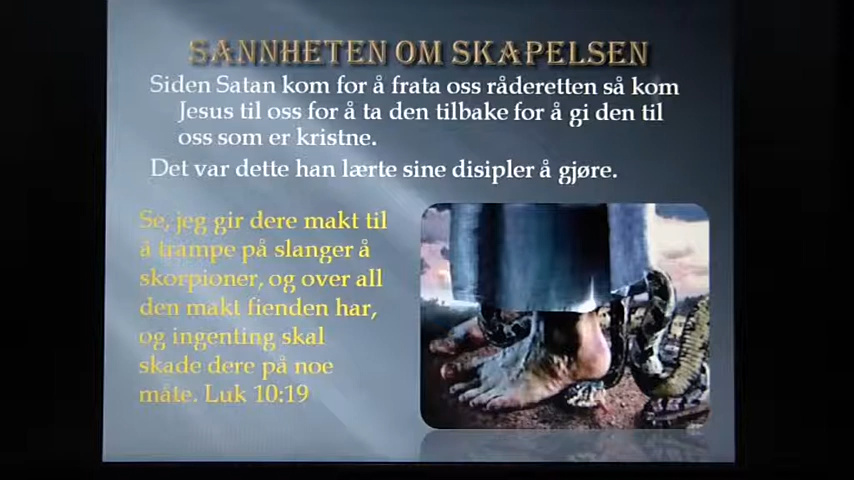 SANNHETEN OM SKAPELSEN
Siden Satan kom for å frata oss råderetten så kom
Jesus til oss for å ta den tilbake for å gi den til
oss som er kristne.
Det var dette han lærte sine disipler å gjøre.
Se, jeg gir dere makt til
å trampe på slanger å
skorpioner, og over all
den makt fienden har,
og ingenting skal
skade dere på noe
måte. Luk 10:19